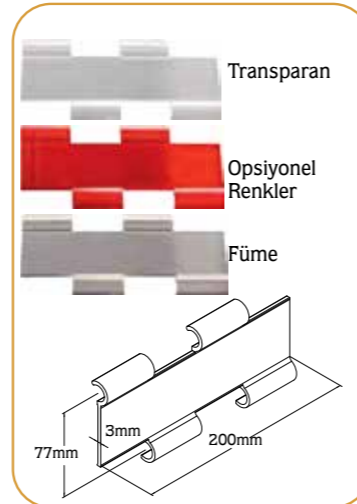 Transparan
Opsiyonel
Renkler
Füme
3mm
77mm
200mm